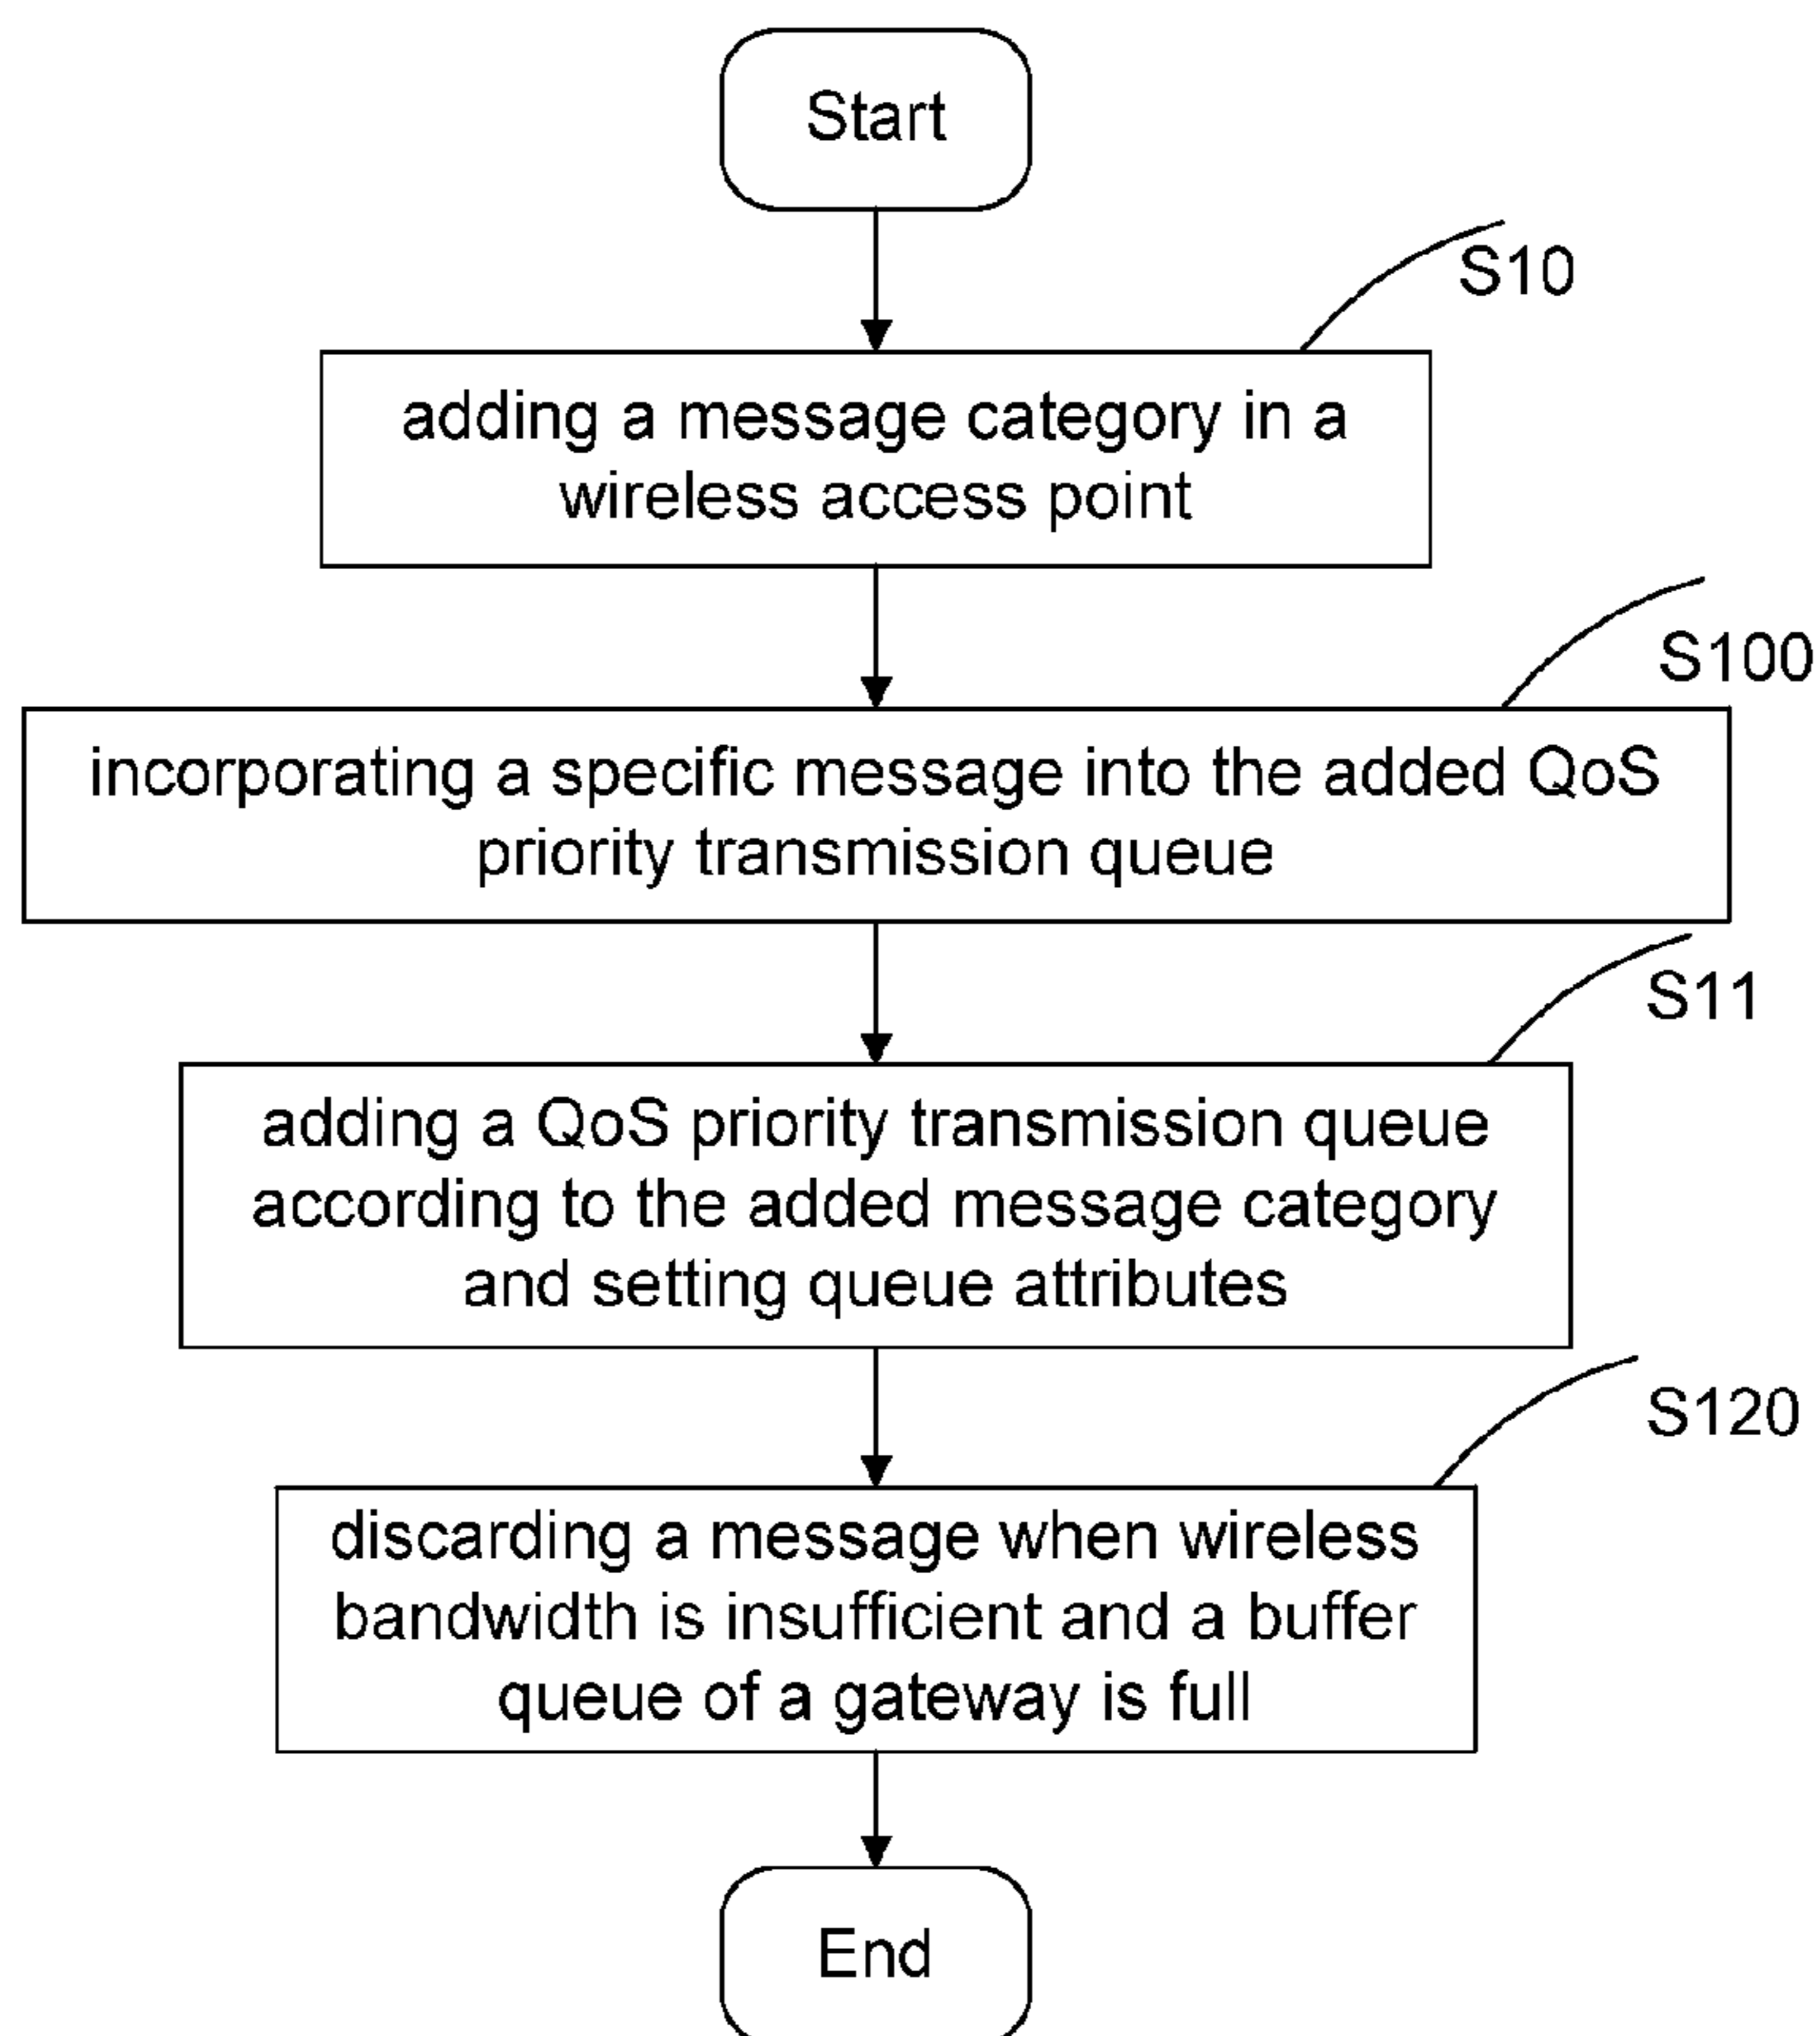 Start
S10
adding a message category in a
wireless access point
S100
incorporating a specific message into the added QoS
priority transmission queue
S11
adding a QoS priority transmission queue
according to the added message category
and setting queue attributes
S120
discarding a message when wireless
bandwidth is insufficient and a buffer
queue of a gateway is full
End